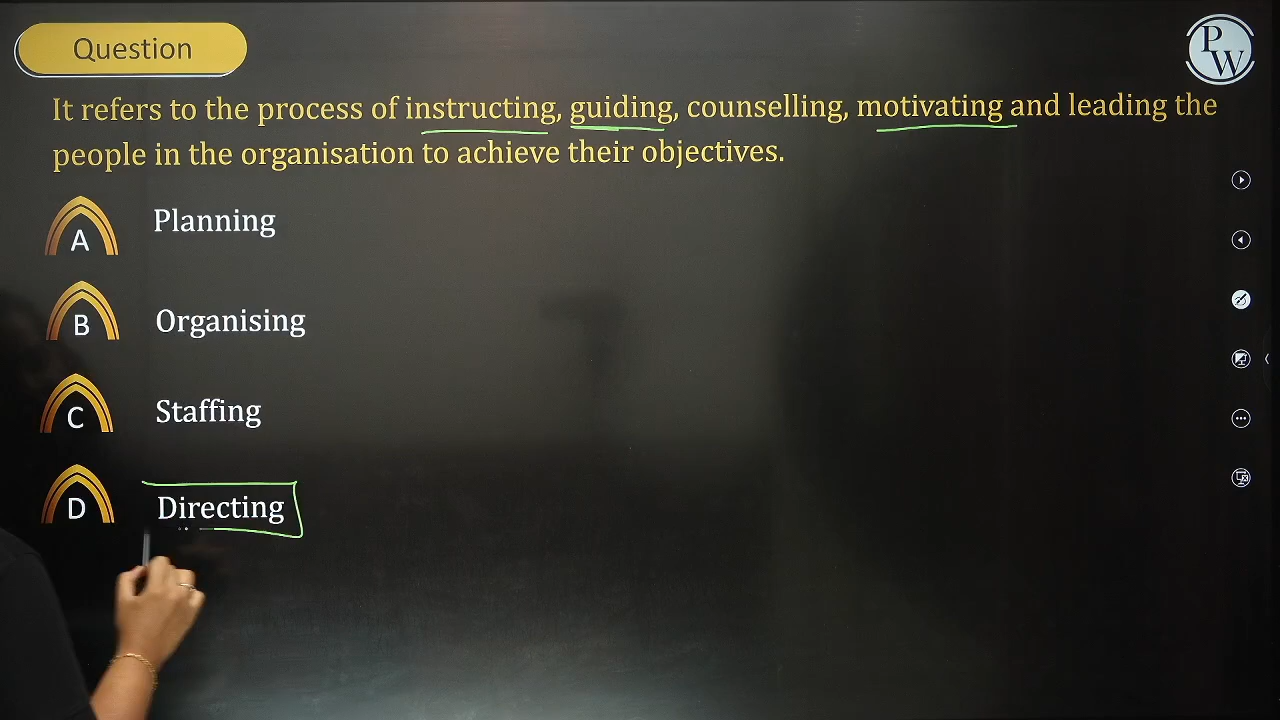 Question
PW
It refers to the process of instructing, guiding, counselling, motivating and leading the
people in the organisation to achieve their objectives.
A Planning
B Organising
C Staffing
D Directing